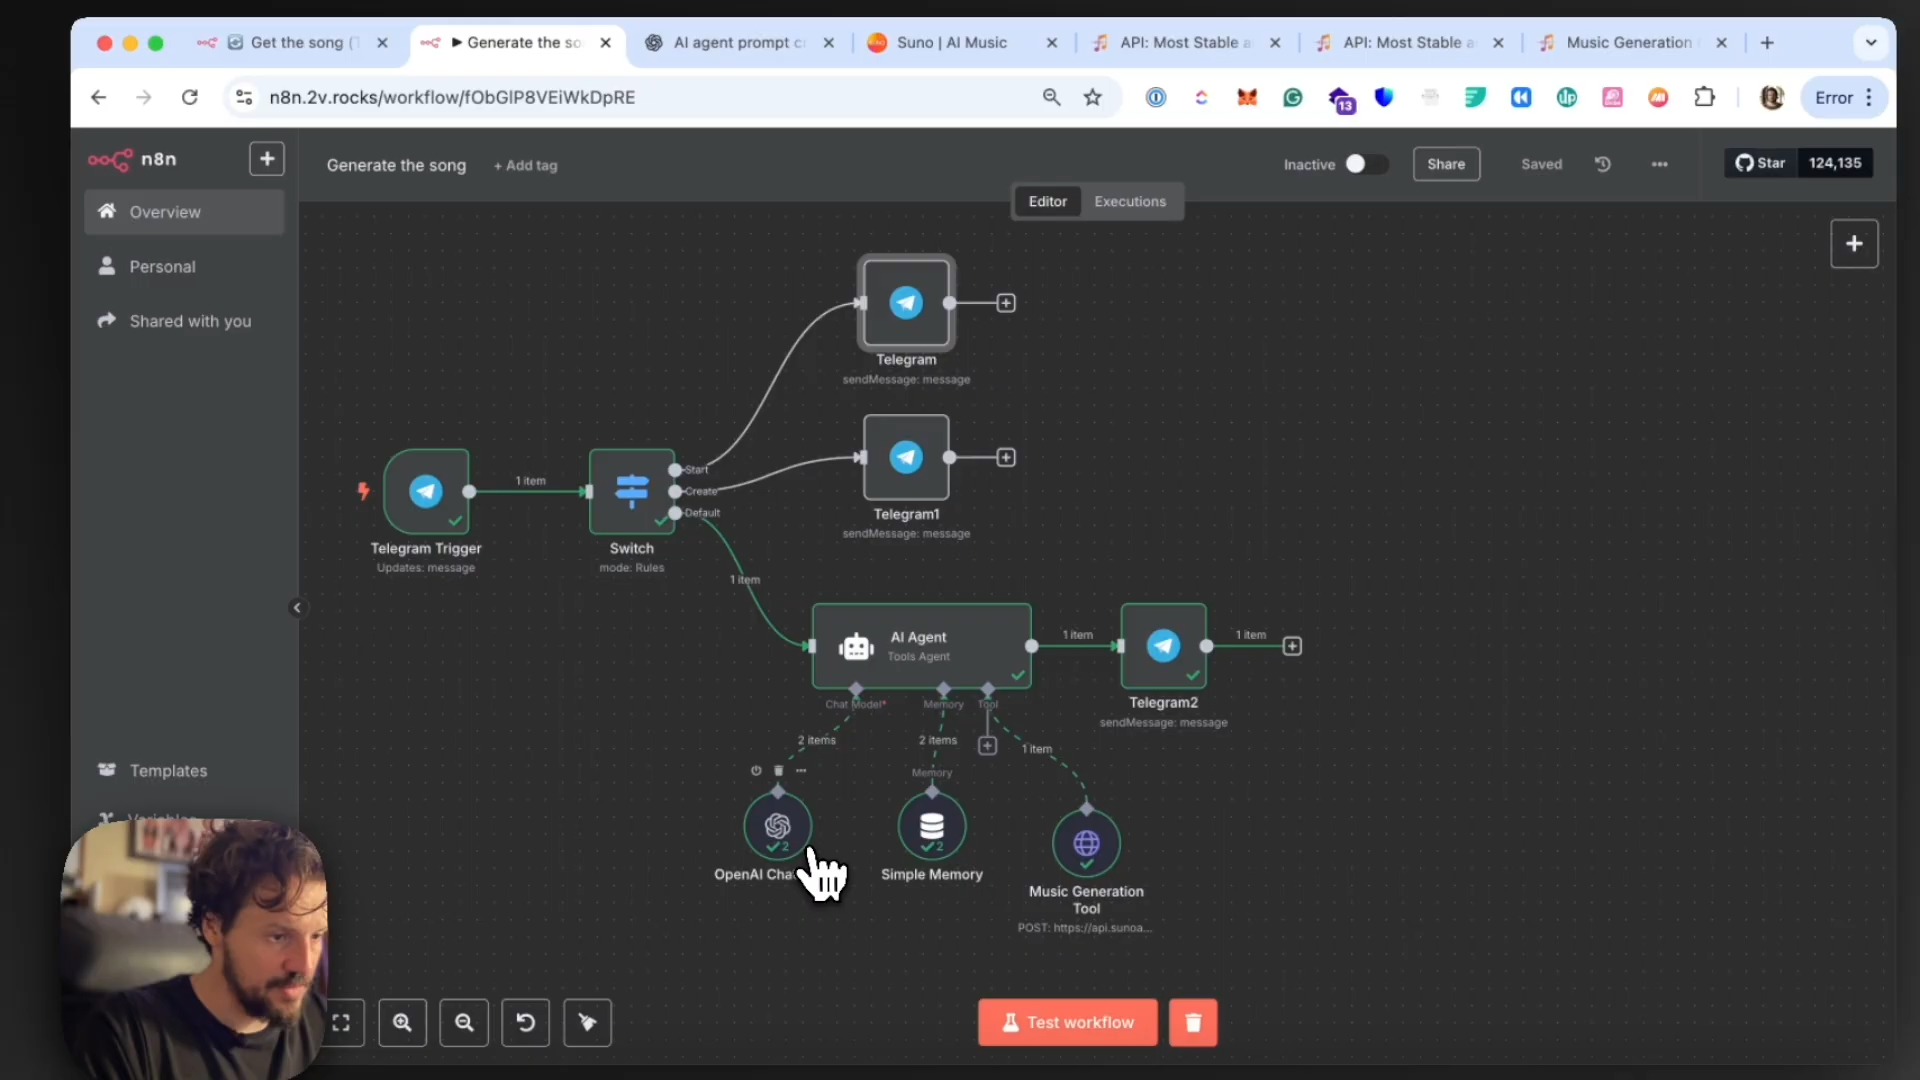 Get the song (
Generate the so
AI agent prompt c
Suno | AI Music
API: Most Stable a
API: Most Stable a
Music Generation
n8n.2v.rocks/workflow/fObGlP8VEiWkDpRE
13
Error
n8n
Generate the song
+ Add tag
Inactive
Share
Saved
Star
124,135
Editor
Executions
Overview
Personal
Shared with you
Templates
Variables
Telegram
sendMessage: message
Telegram1
sendMessage: message
1 item
Start
Create
Default
Telegram Trigger
Updates: message
Switch
mode: Rules
1 item
AI Agent
Tools Agent
1 item
1 item
Telegram2
sendMessage: message
Chat Model*
Memory
Tool
2 items
2 items
1 item
Memory
2
2
OpenAI Cha
Simple Memory
Music Generation
Tool
POST: https://api.sunoa...
Test workflow